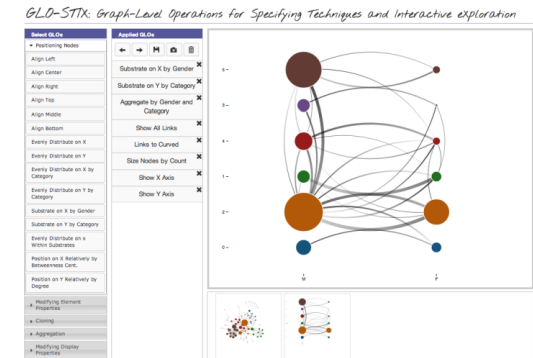 GLO-STIX: Graph-Level Operations for Specifying Techniques and Interactive eXploration
Select GLOs
Positioning Nodes
Align Left
Align Center
Align Right
Align Top
Align Middle
Align Bottom
Evenly Distribute on X
Evenly Distribute on Y
Evenly Distribute on X by
Category
Evenly Distribute on Y by
Category
Substrate on X by Gender
Substrate on Y by Category
Evenly Distribute on x
Within Substrates
Position on X Relatively by
Betweenness Cent.
Position on Y Relatively by
Degree
Modifying Element
Properties
Cloning
Aggregation
Modifying Display
Properties
Applied GLOs
Substrate on X by Gender
Substrate on Y by Category
Aggregate by Gender and
Category
Show All Links
Links to Curved
Size Nodes by Count
Show X Axis
Show Y Axis
1
2
0
M
F